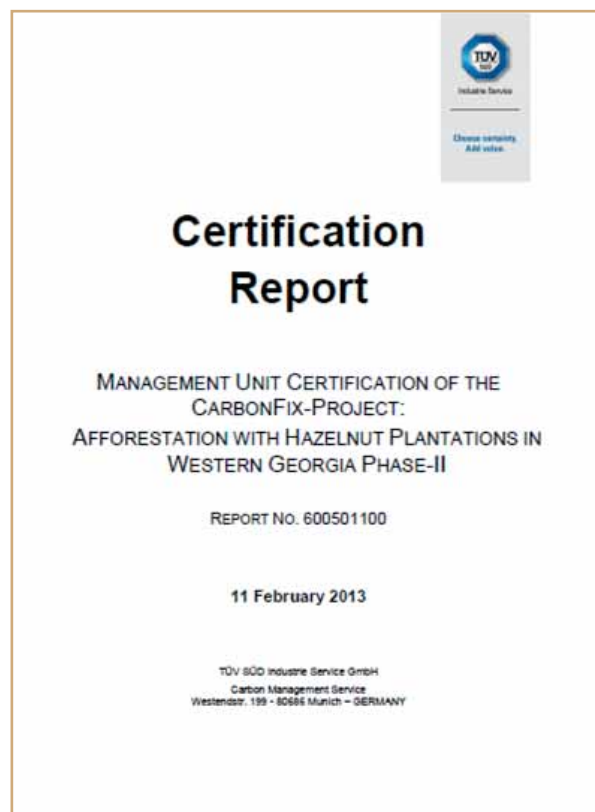 TÜV
SÜD
Industrie Service
Choose certainty.
Add value.
Certification
Report
MANAGEMENT UNIT CERTIFICATION OF THE
CARBONFIX-PROJECT:
AFFORESTATION WITH HAZELNUT PLANTATIONS IN
WESTERN GEORGIA PHASE-II
REPORT NO. 600501100
11 February 2013
TÜV SÜD Industrie Service GmbH
Carbon Management Service
Westendstr. 199 - 80686 Munich – GERMANY